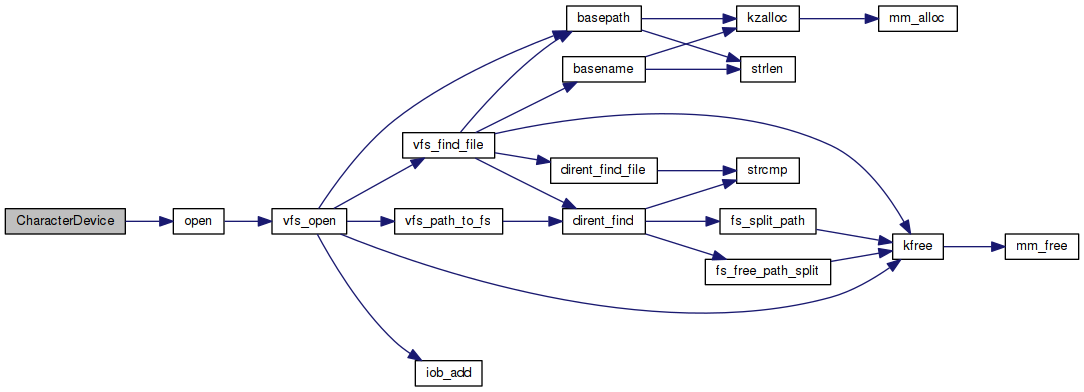 basepath
kzalloc
mm_alloc
basename
strlen
vfs_find_file
dirent_find_file
strcmp
CharacterDevice
open
vfs_open
vfs_path_to_fs
dirent_find
fs_split_path
kfree
mm_free
fs_free_path_split
iob_add